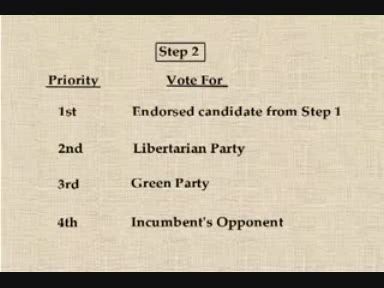 Step 2
Priority Vote For
1st Endorsed candidate from Step 1
2nd Libertarian Party
3rd Green Party
4th Incumbent's Opponent